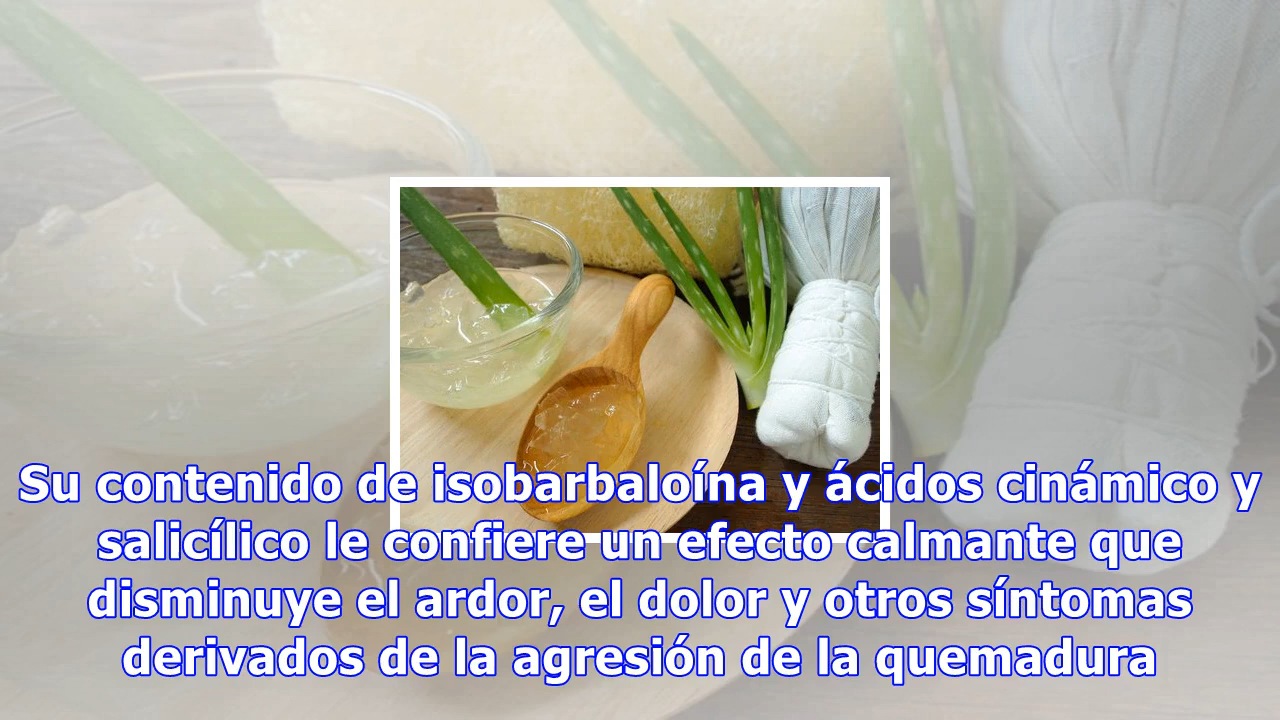 Su contenido de isobarbaloína y ácidos cinámico y
salicílico le confiere un efecto calmante que
disminuye el ardor, el dolor y otros síntomas
derivados de la agresión de la quemadura